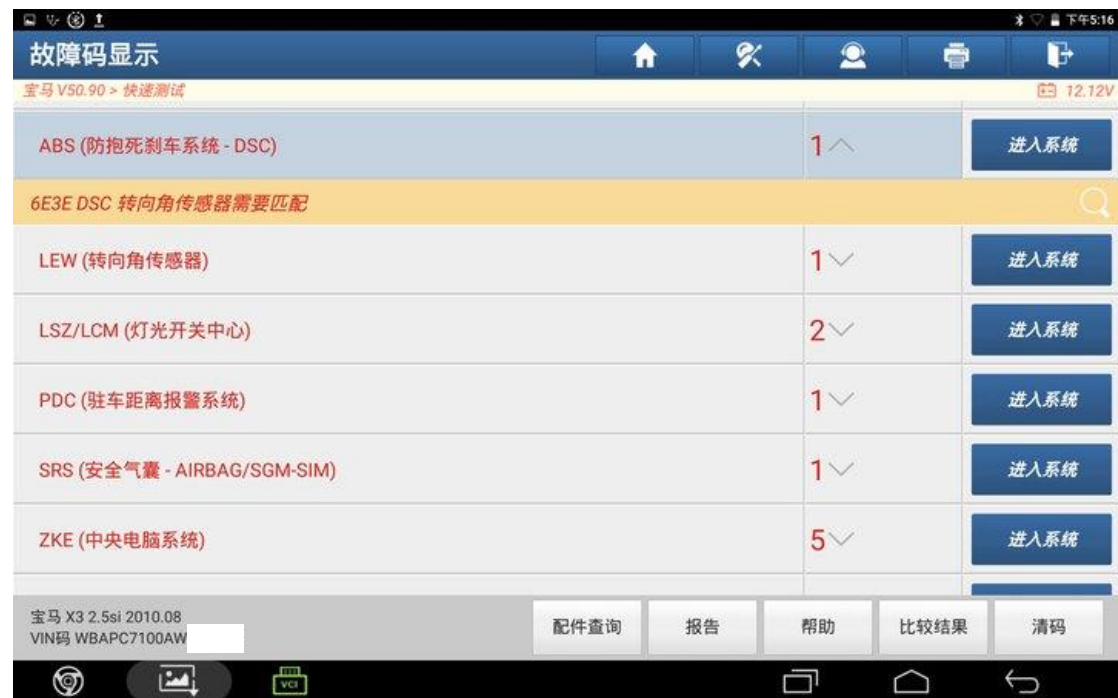 下午5:16
故障码显示
宝马 V50.90 > 快速测试
12.12V
ABS (防抱死刹车系统 - DSC)
1
进入系统
6E3E DSC 转向角传感器需要匹配
LEW (转向角传感器)
1
进入系统
LSZ/LCM (灯光开关中心)
2
进入系统
PDC (驻车距离报警系统)
1
进入系统
SRS (安全气囊 - AIRBAG/SGM-SIM)
1
进入系统
ZKE (中央电脑系统)
5
进入系统
宝马 X3 2.5si 2010.08
VIN码 WBAPC7100AW
配件查询
报告
帮助
比较结果
清码
VCI